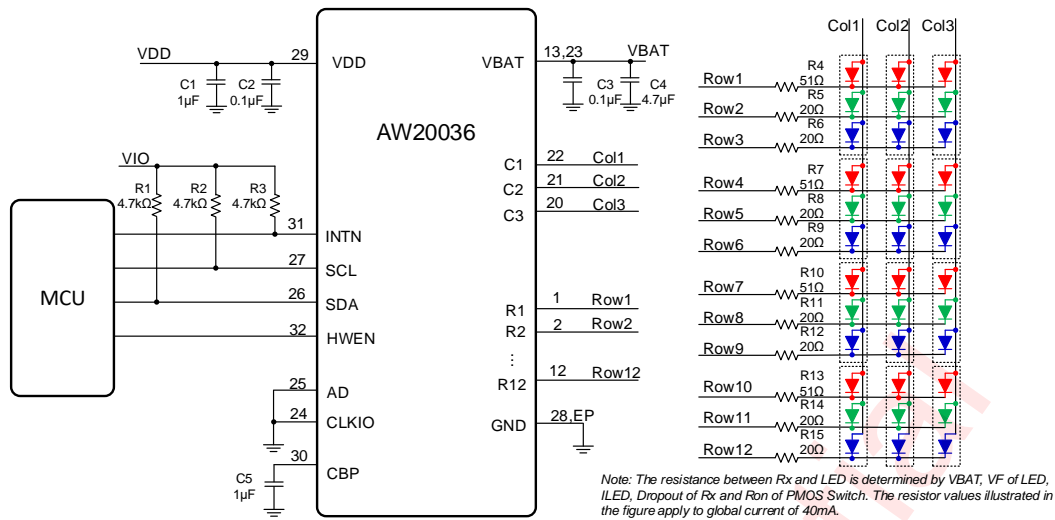 VDD
29
VDD
C1
1µF
C2
0.1µF
VIO
R1
4.7kΩ
R2
4.7kΩ
R3
4.7kΩ
MCU
31
INTN
27
SCL
26
SDA
32
HWEN
25
AD
24
CLKIO
30
CBP
C5
1µF
AW20036
VBAT
13,23
VBAT
C3
0.1µF
C4
4.7µF
C1
22
Col1
C2
21
Col2
C3
20
Col3
R1
1
Row1
R2
2
Row2
...
R12
12
Row12
GND
28,EP
Col1
Col2
Col3
Row1
R4
51Ω
Row2
R5
20Ω
Row3
R6
20Ω
Row4
R7
51Ω
Row5
R8
20Ω
Row6
R9
20Ω
Row7
R10
51Ω
Row8
R11
20Ω
Row9
R12
20Ω
Row10
R13
51Ω
Row11
R14
20Ω
Row12
R15
20Ω
Note: The resistance between Rx and LED is determined by VBAT, VF of LED,
ILED, Dropout of Rx and Ron of PMOS Switch. The resistor values illustrated in
the figure apply to global current of 40mA.